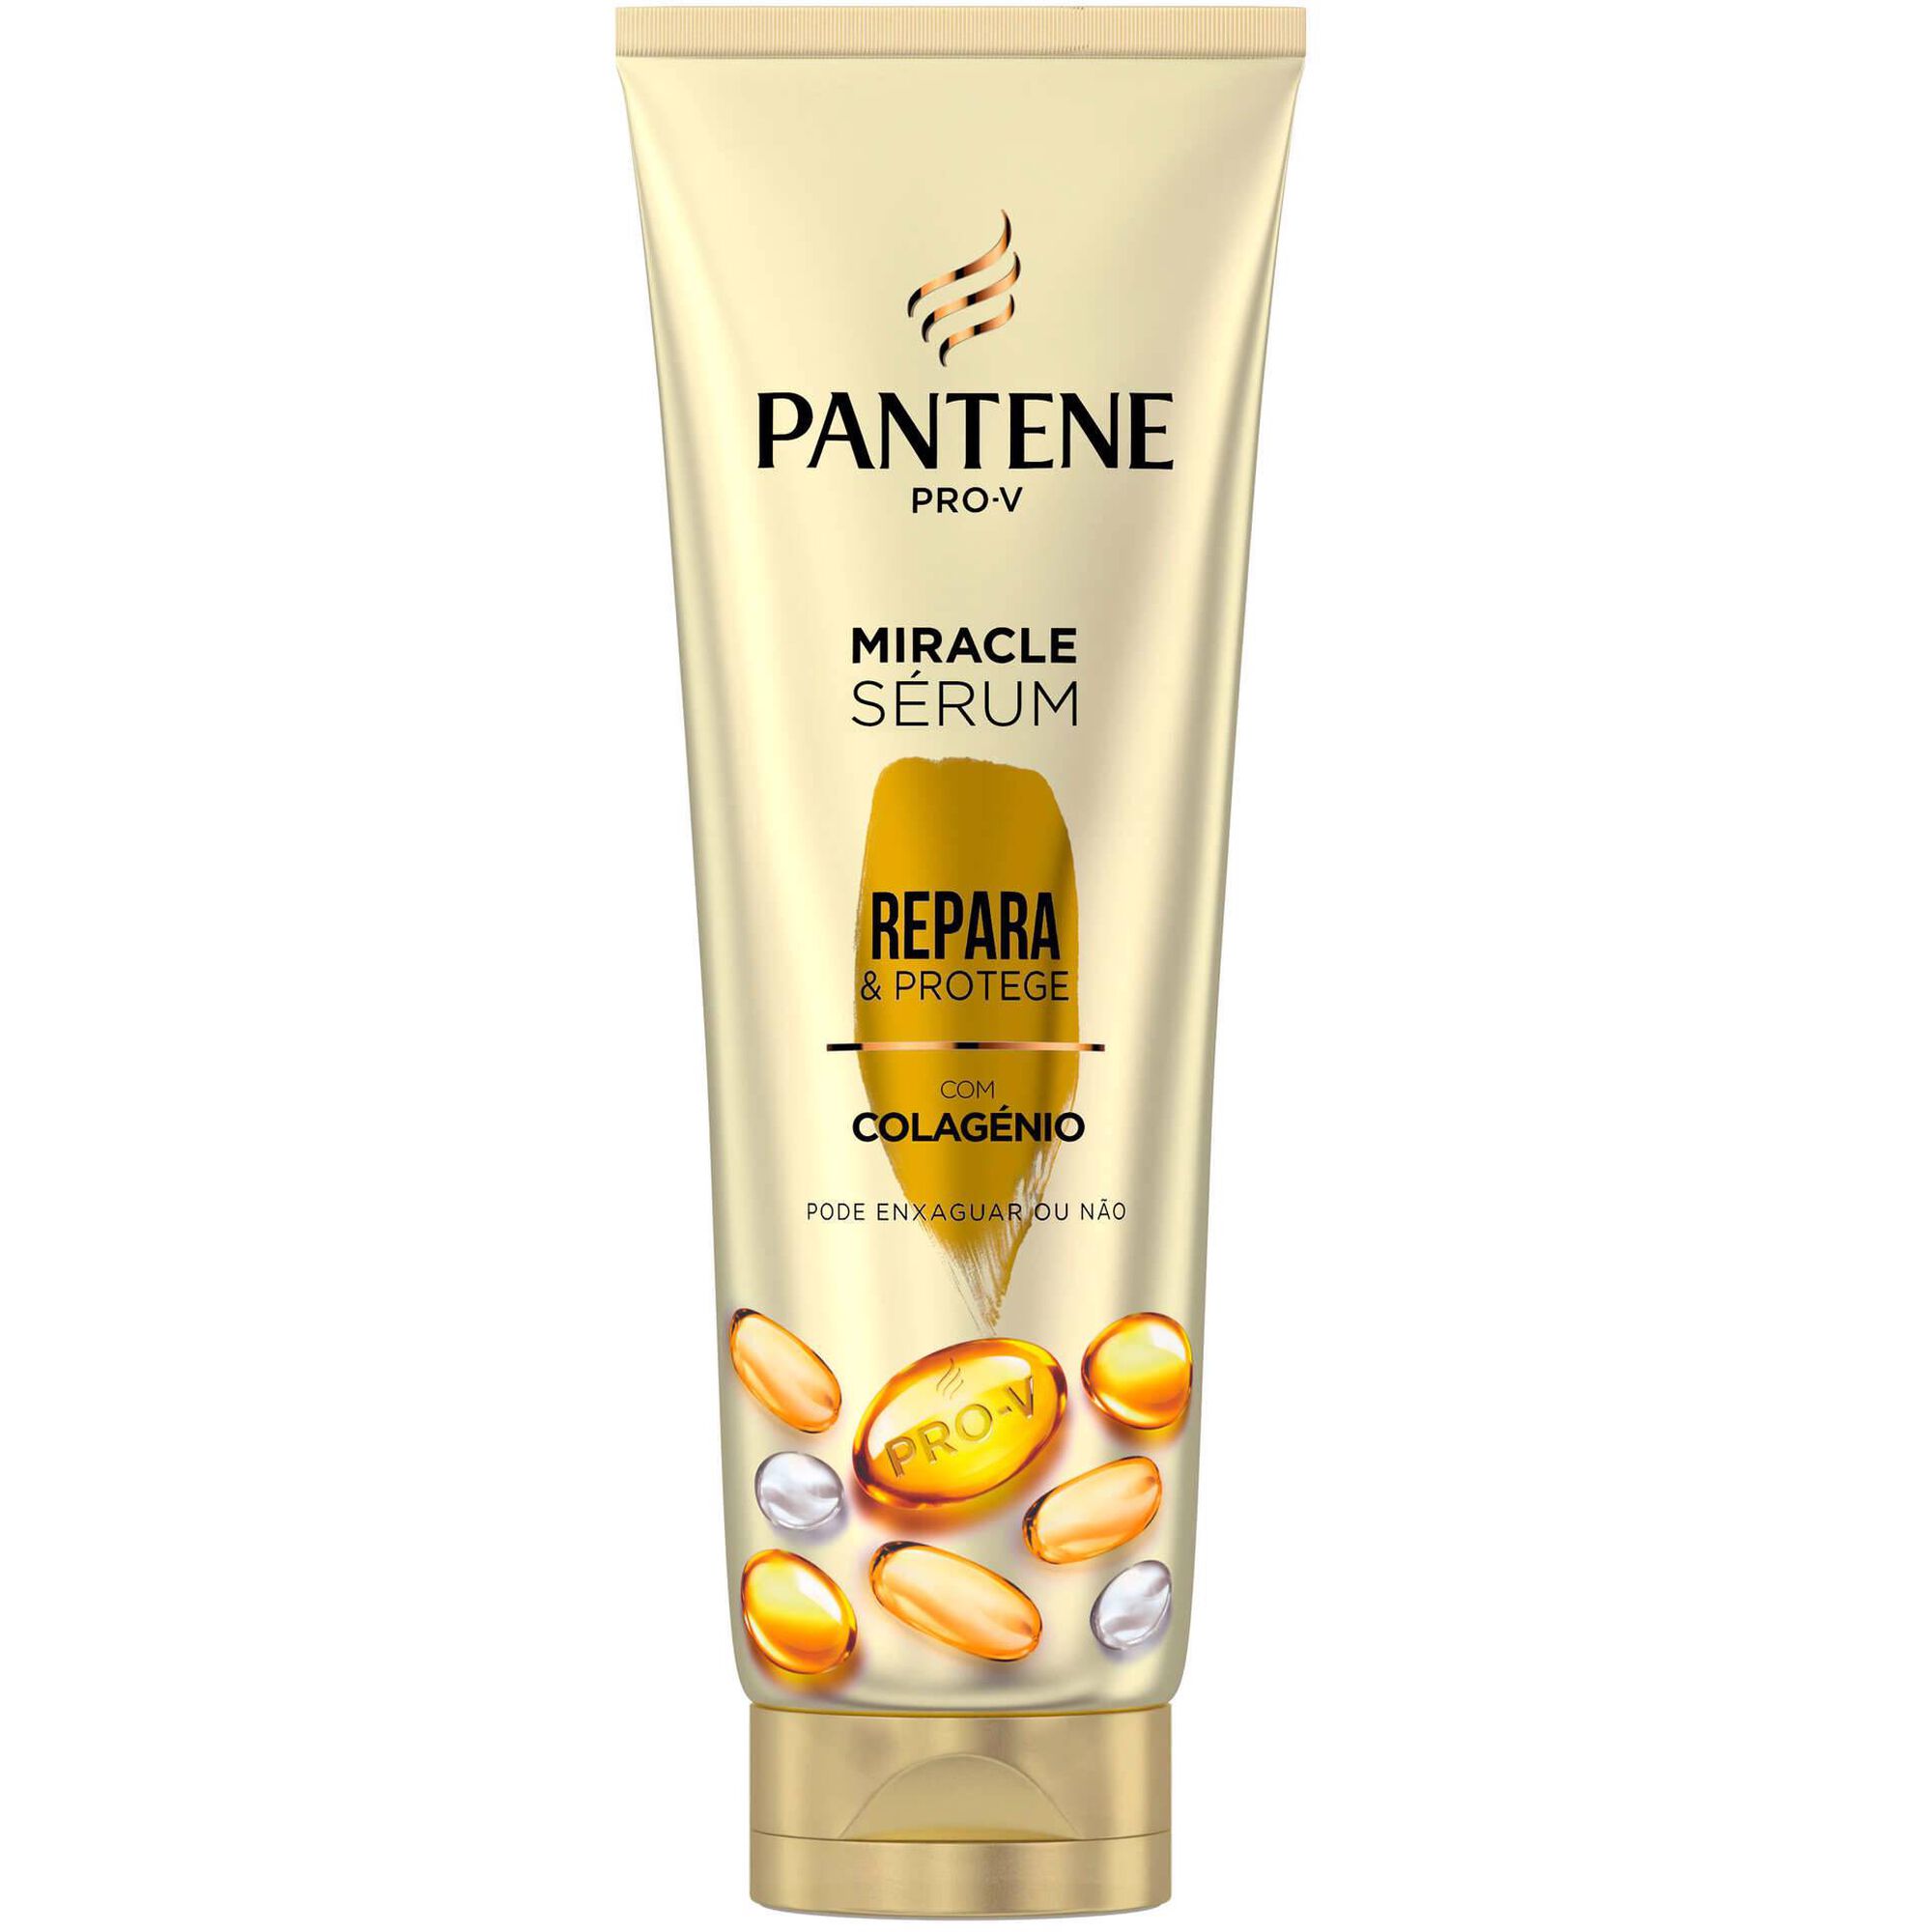 PANTENE
PRO-V
MIRACLE
SÉRUM
REPARA
& PROTEGE
COM
COLAGÉNIO
PODE ENXAGUAR OU NÃO
PRO-V